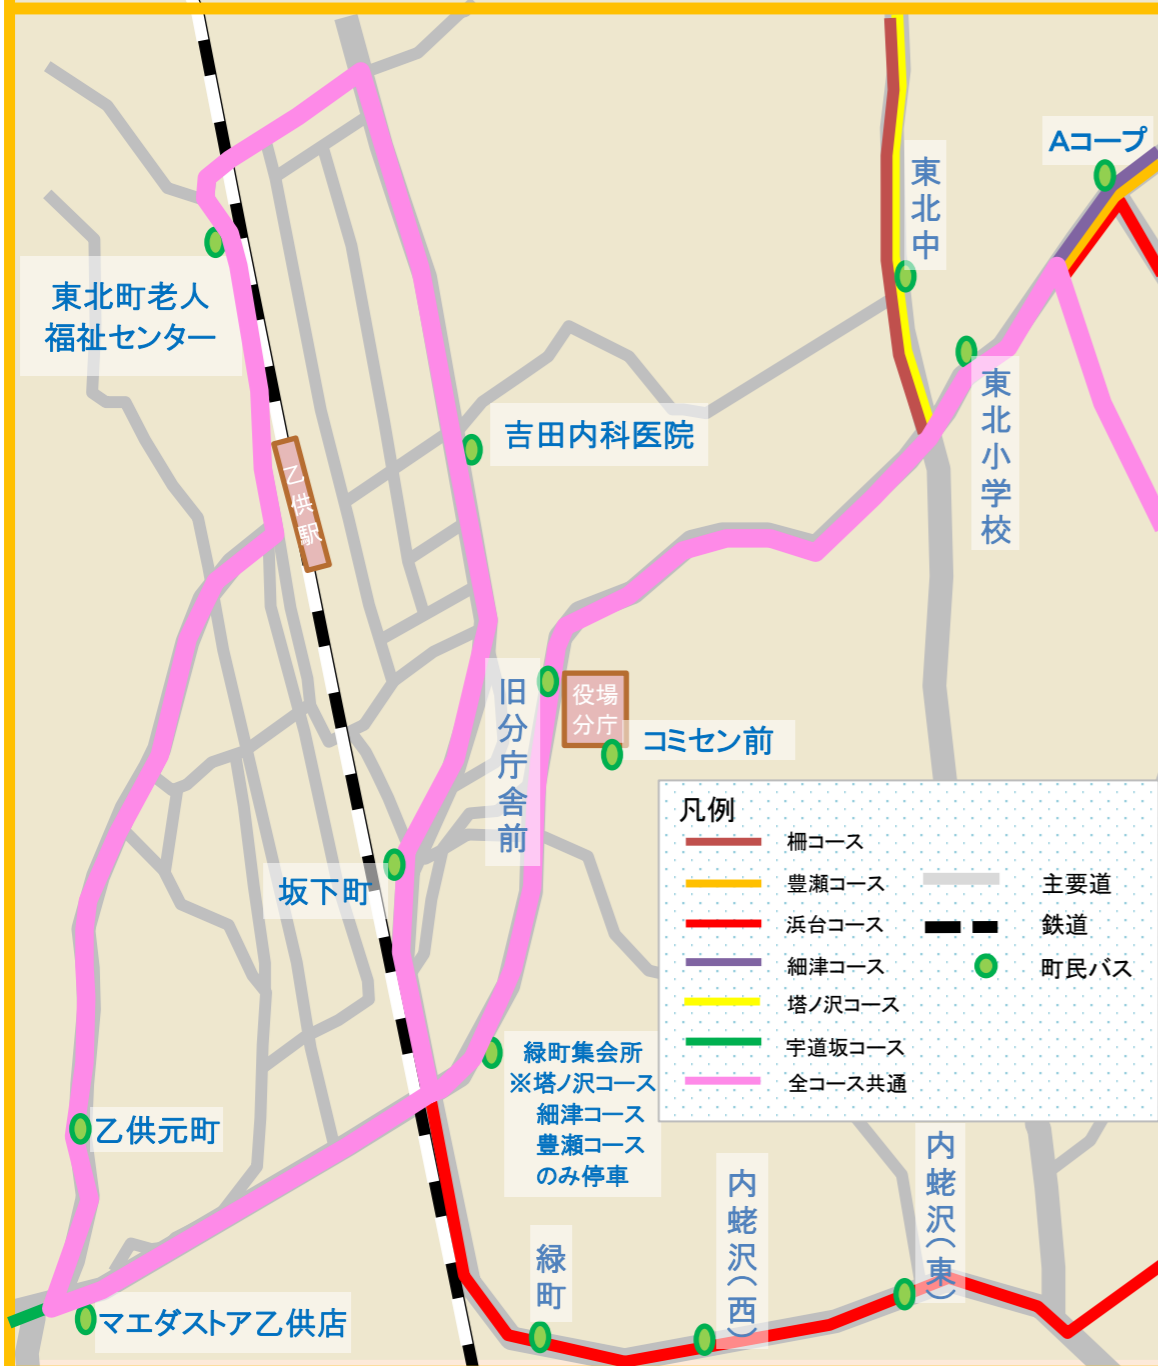 Aコープ
東北中
東北町老人
福祉センター
東北小学校
吉田内科医院
乙供駅
旧分庁舎前
役場
分庁
コミセン前
坂下町
凡例
柵コース
豊瀬コース
浜台コース
細津コース
塔ノ沢コース
宇道坂コース
全コース共通
主要道
鉄道
町民バス
緑町集会所
※塔ノ沢コース
細津コース
豊瀬コース
のみ停車
乙供元町
内蛯沢(東)
内蛯沢(西)
緑町
マエダストア乙供店